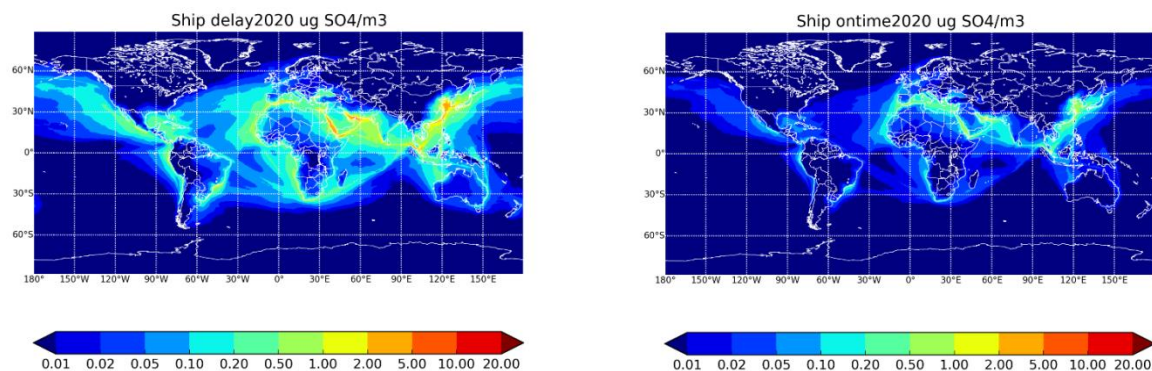 Ship delay2020 ug SO4/m3
60°N
30°N
0°
30°S
60°S
180° 150°W 120°W 90°W 60°W 30°W 0° 30°E 60°E 90°E 120°E 150°E
0.01 0.02 0.05 0.10 0.20 0.50 1.00 2.00 5.00 10.00 20.00
Ship ontime2020 ug SO4/m3
60°N
30°N
0°
30°S
60°S
180° 150°W 120°W 90°W 60°W 30°W 0° 30°E 60°E 90°E 120°E 150°E
0.01 0.02 0.05 0.10 0.20 0.50 1.00 2.00 5.00 10.00 20.00